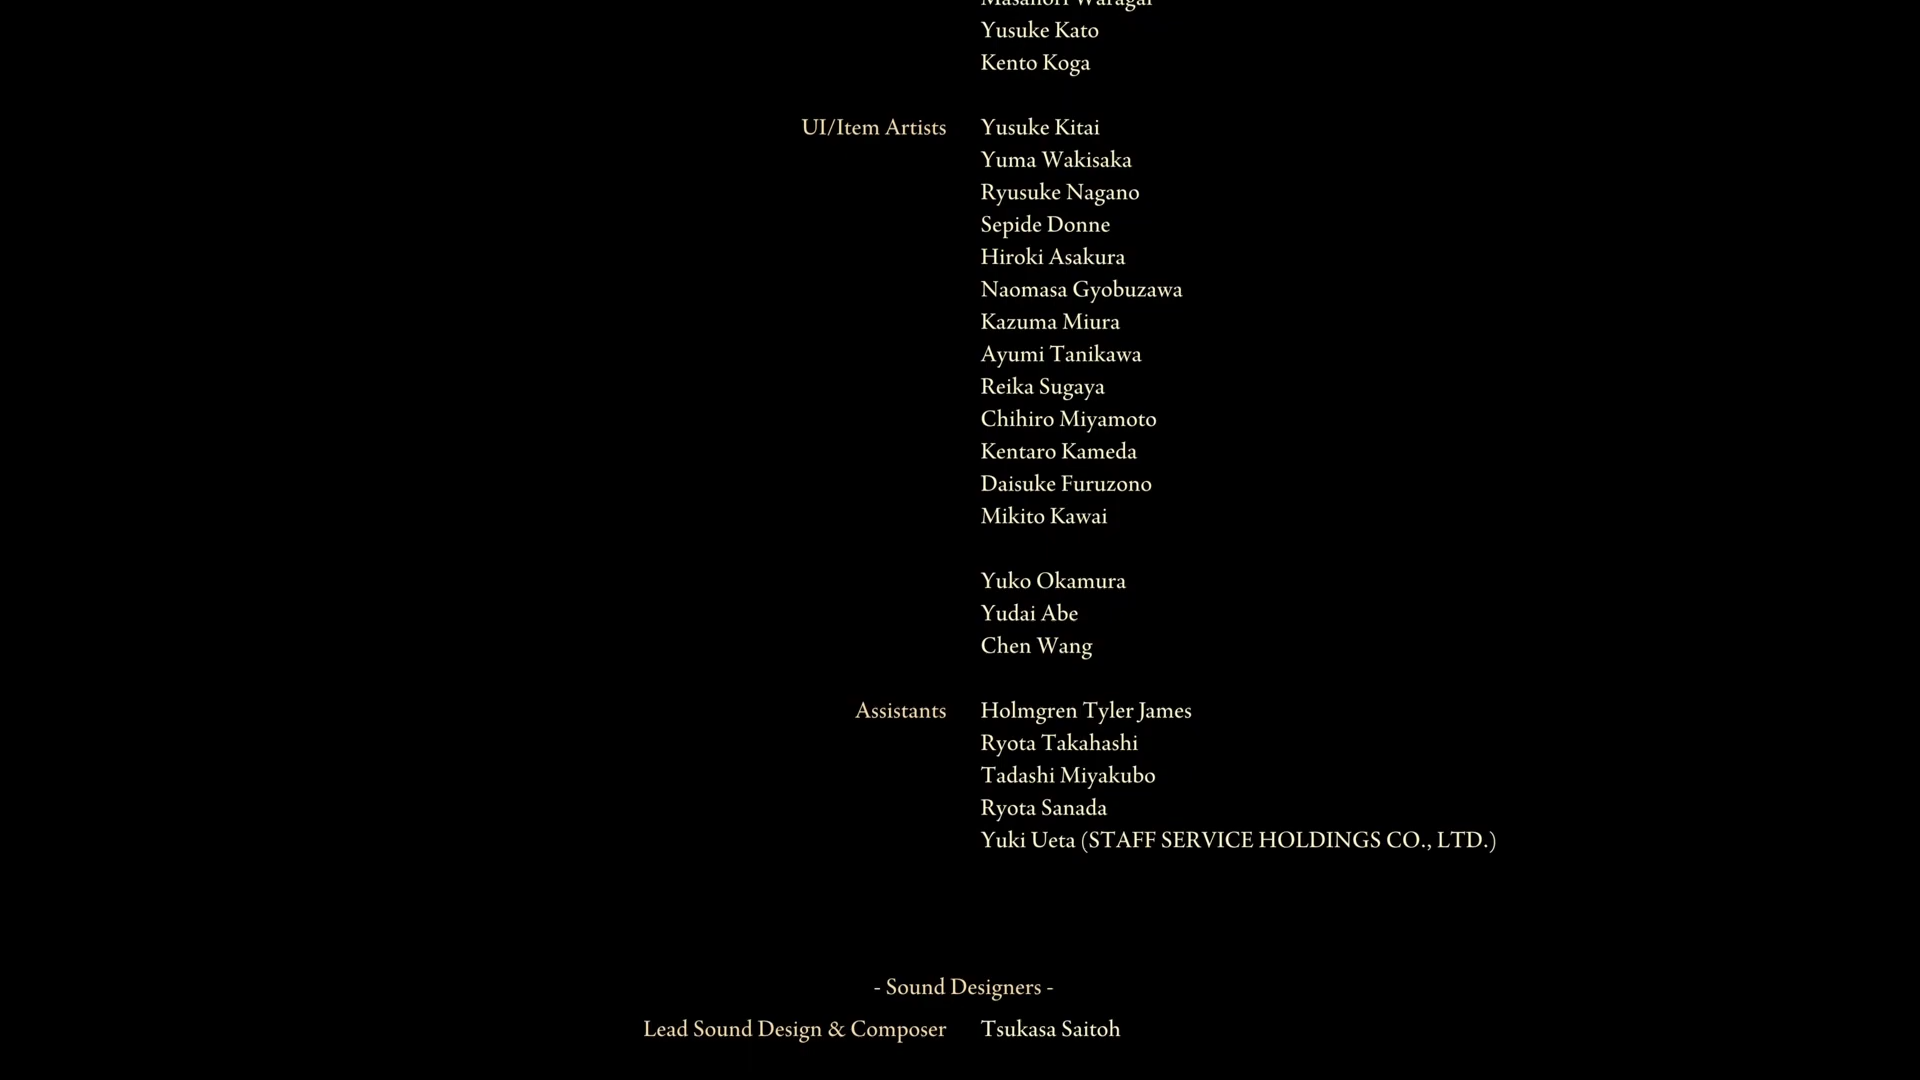 Masanori Waragai
Yusuke Kato
Kento Koga
UI/Item Artists Yusuke Kitai
Yuma Wakisaka
Ryusuke Nagano
Sepide Donne
Hiroki Asakura
Naomasa Gyobuzawa
Kazuma Miura
Ayumi Tanikawa
Reika Sugaya
Chihiro Miyamoto
Kentaro Kameda
Daisuke Furuzono
Mikito Kawai
Yuko Okamura
Yudai Abe
Chen Wang
Assistants Holmgren Tyler James
Ryota Takahashi
Tadashi Miyakubo
Ryota Sanada
Yuki Ueta (STAFF SERVICE HOLDINGS CO., LTD.)
- Sound Designers -
Lead Sound Design & Composer Tsukasa Saitoh